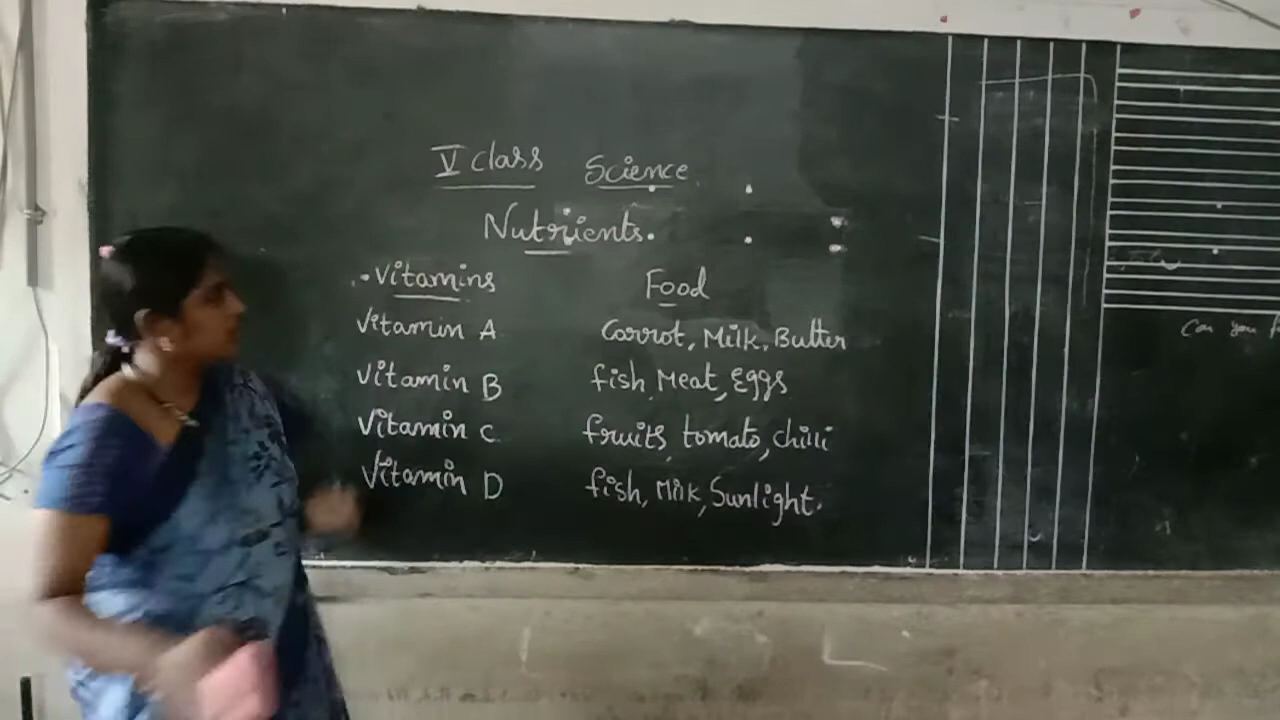 V class Science
Nutrients.
Vitamins Food
Vitamin A Carrot, Milk, Butter
Vitamin B fish, Meat, Eggs
Vitamin C fruits, tomato, chilli
Vitamin D fish, Milk, Sunlight.
Can you